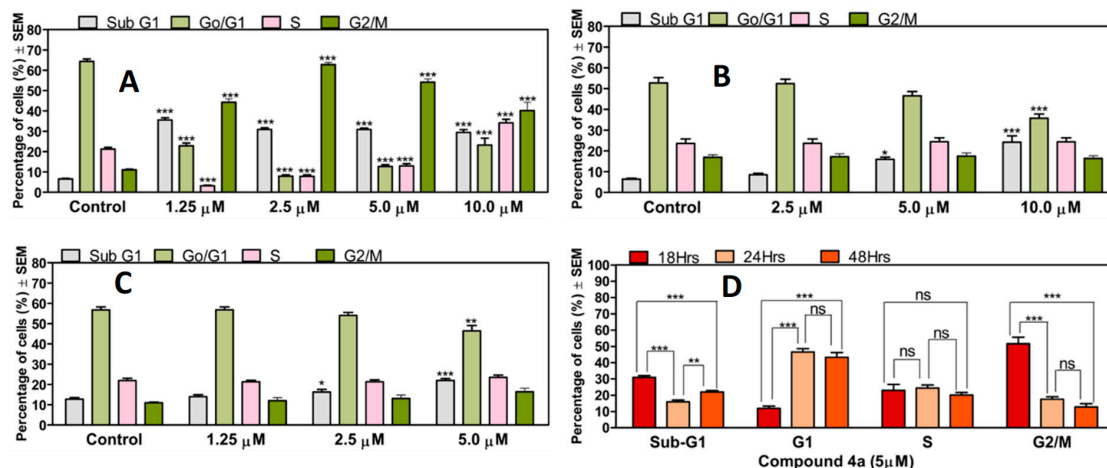 Sub G1 Go/G1 S G2/M
A
Percentage of cells (%) ± SEM
80
70
60
50
40
30
20
10
0
*** *** *** ***
*** *** *** ***
*** *** *** ***
*** *** *** ***
Control 1.25 µM 2.5 µM 5.0 µM 10.0 µM
Sub G1 Go/G1 S G2/M
B
Percentage of cells (%) ± SEM
80
60
40
20
0
* *** ***
Control 2.5 µM 5.0 µM 10.0 µM
Sub G1 Go/G1 S G2/M
C
Percentage of cells (%) ± SEM
80
70
60
50
40
30
20
10
0
* *** **
Control 1.25 µM 2.5 µM 5.0 µM
18Hrs 24Hrs 48Hrs
D
Percentage of cells (%) ± SEM
100
90
80
70
60
50
40
30
20
10
0
*** *** **
*** *** ns
ns ns ns
*** *** ns
Sub-G1 G1 S G2/M
Compound 4a (5µM)